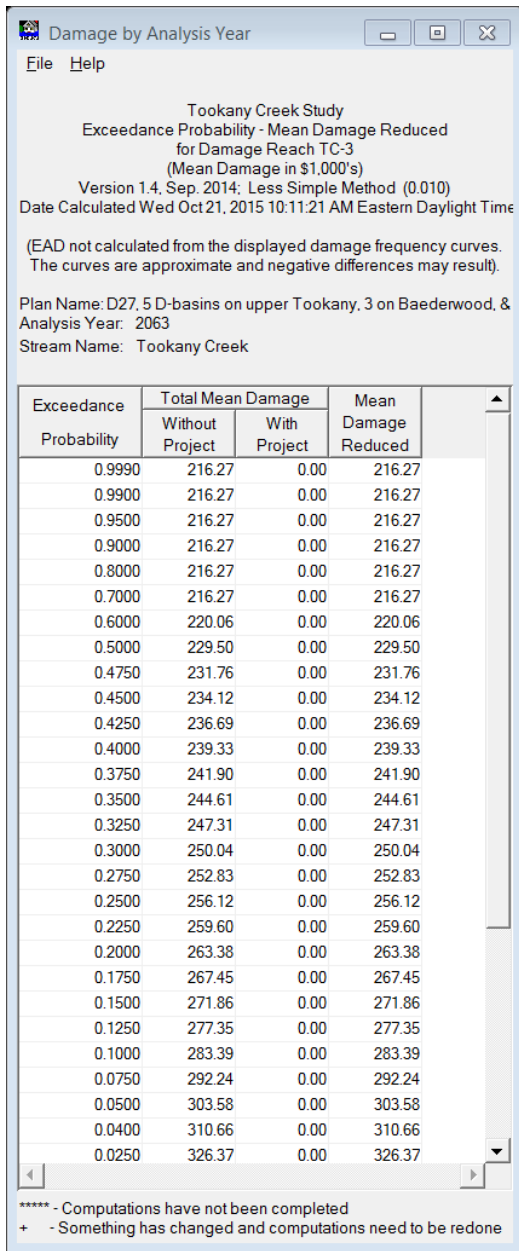 Damage by Analysis Year
File Help
Tookany Creek Study
Exceedance Probability - Mean Damage Reduced
for Damage Reach TC-3
(Mean Damage in $1,000's)
Version 1.4, Sep. 2014; Less Simple Method (0.010)
Date Calculated Wed Oct 21, 2015 10:11:21 AM Eastern Daylight Time
(EAD not calculated from the displayed damage frequency curves.
The curves are approximate and negative differences may result).
Plan Name: D27, 5 D-basins on upper Tookany, 3 on Baederwood, &
Analysis Year: 2063
Stream Name: Tookany Creek
Exceedance Total Mean Damage Mean
Probability Without With Damage
Project Project Reduced
0.9990 216.27 0.00 216.27
0.9900 216.27 0.00 216.27
0.9500 216.27 0.00 216.27
0.9000 216.27 0.00 216.27
0.8000 216.27 0.00 216.27
0.7000 216.27 0.00 216.27
0.6000 220.06 0.00 220.06
0.5000 229.50 0.00 229.50
0.4750 231.76 0.00 231.76
0.4500 234.12 0.00 234.12
0.4250 236.69 0.00 236.69
0.4000 239.33 0.00 239.33
0.3750 241.90 0.00 241.90
0.3500 244.61 0.00 244.61
0.3250 247.31 0.00 247.31
0.3000 250.04 0.00 250.04
0.2750 252.83 0.00 252.83
0.2500 256.12 0.00 256.12
0.2250 259.60 0.00 259.60
0.2000 263.38 0.00 263.38
0.1750 267.45 0.00 267.45
0.1500 271.86 0.00 271.86
0.1250 277.35 0.00 277.35
0.1000 283.39 0.00 283.39
0.0750 292.24 0.00 292.24
0.0500 303.58 0.00 303.58
0.0400 310.66 0.00 310.66
0.0250 326.37 0.00 326.37
***** - Computations have not been completed
+ - Something has changed and computations need to be redone